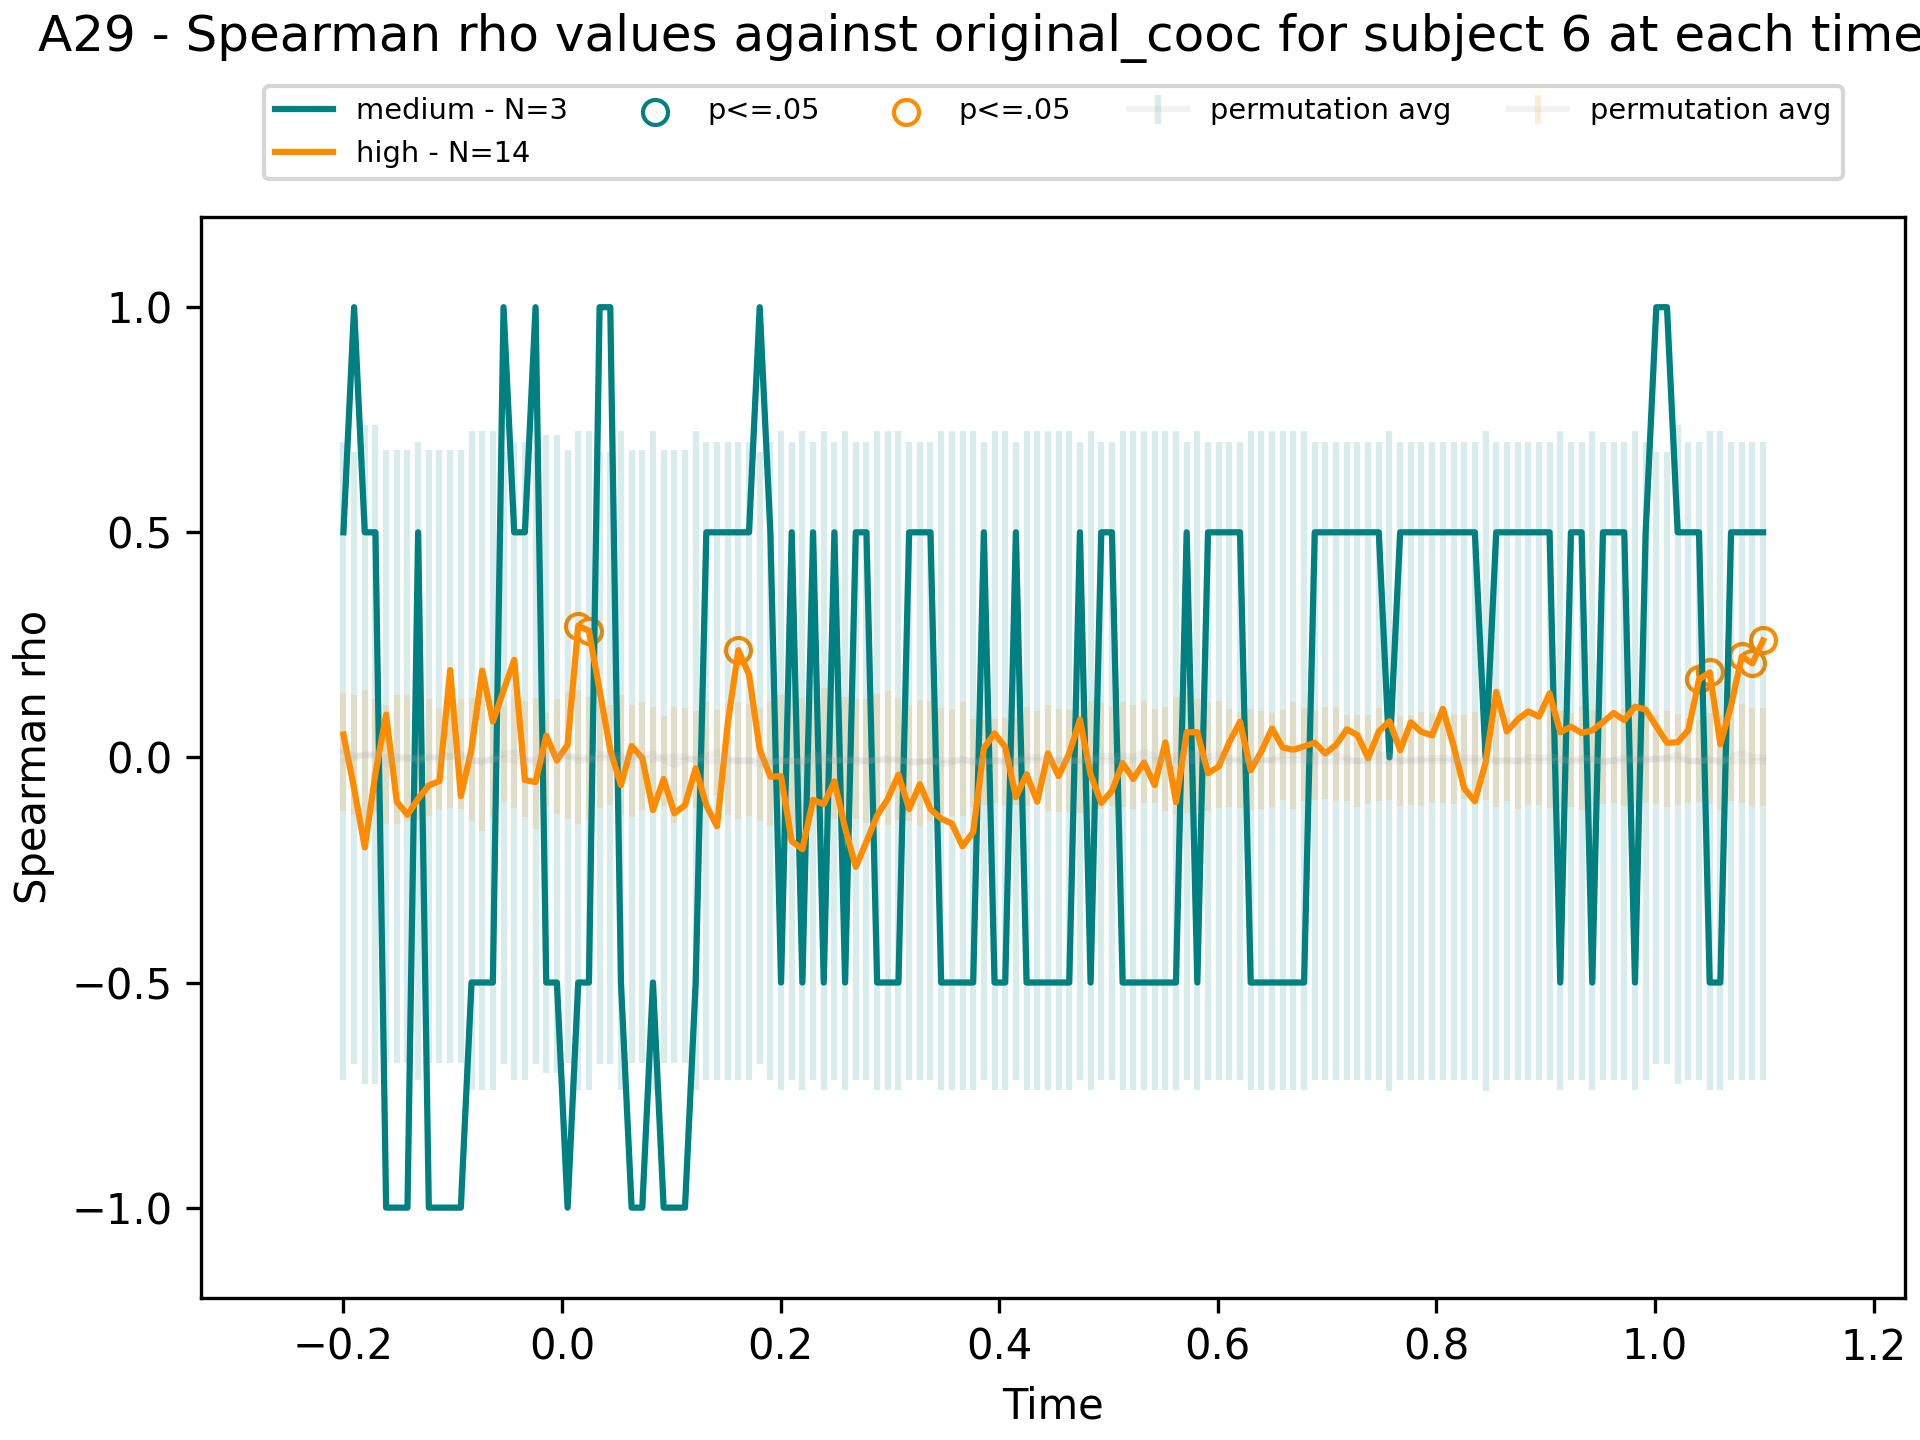 A29 - Spearman rho values against original_cooc for subject 6 at each time
medium - N=3
high - N=14
p<=.05
p<=.05
permutation avg
permutation avg
1.0
0.5
0.0
−0.5
−1.0
Spearman rho
−0.2
0.0
0.2
0.4
0.6
0.8
1.0
1.2
Time